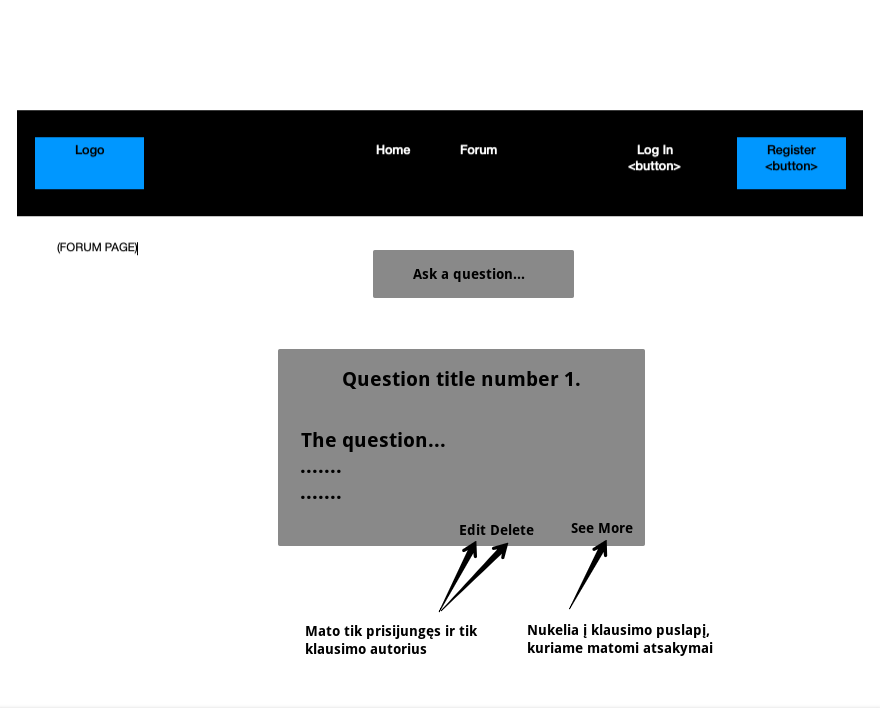 Logo
Home
Forum
Log In
<button>
Register
<button>
(FORUM PAGE)
Ask a question...
Question title number 1.
The question...
.......
.......
Edit Delete
See More
Mato tik prisijungęs ir tik
klausimo autorius
Nukelia į klausimo puslapį,
kuriame matomi atsakymai